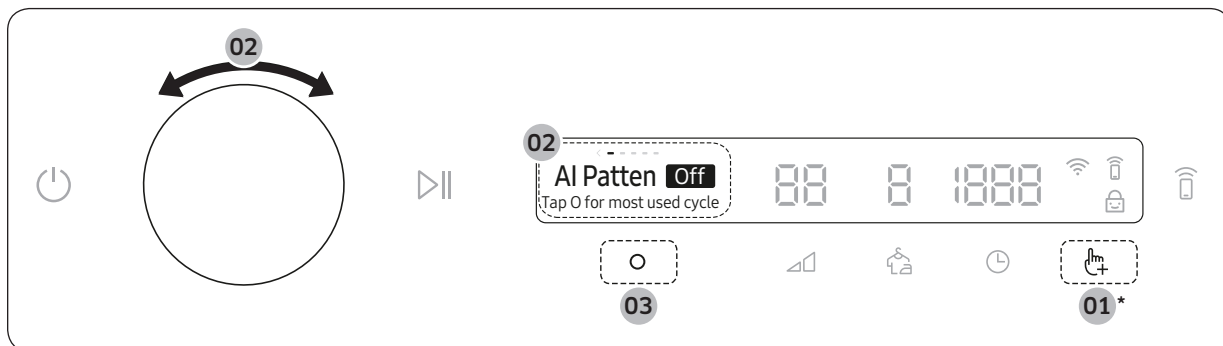 02
02
AI Patten Off
Tap O for most used cycle
88 8 1888
03
01*